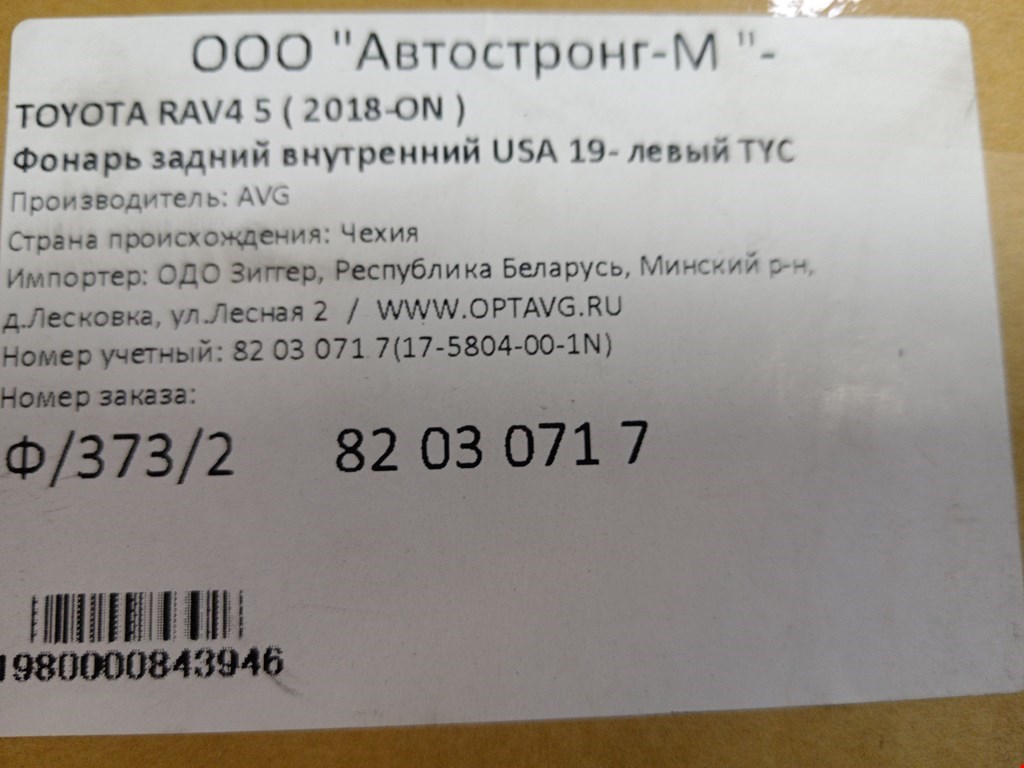 ООО "Автостронг-М "-
TOYOTA RAV4 5 ( 2018-ON )
Фонарь задний внутренний USA 19- левый TYC
Производитель: AVG
Страна происхождения: Чехия
Импортер: ОДО Зиггер, Республика Беларусь, Минский р-н,
д.Лесковка, ул.Лесная 2 / WWW.OPTAVG.RU
Номер учетный: 82 03 071 7(17-5804-00-1N)
Номер заказа:
Ф/373/2 82 03 071 7
1980000843946